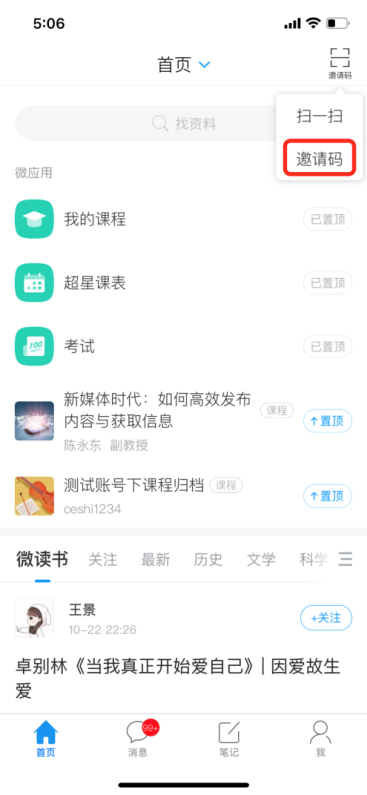 5:06
首页
邀请码
扫一扫
邀请码
找资料
微应用
我的课程
已置顶
超星课表
已置顶
100
考试
已置顶
新媒体时代：如何高效发布
内容与获取信息
课程
陈永东 副教授
↑置顶
测试账号下课程归档
课程
ceshi1234
↑置顶
微读书 关注 最新 历史 文学 科学
王景
10-22 22:26
+关注
卓别林《当我真正开始爱自己》| 因爱故生
爱
99+
首页 消息 笔记 我